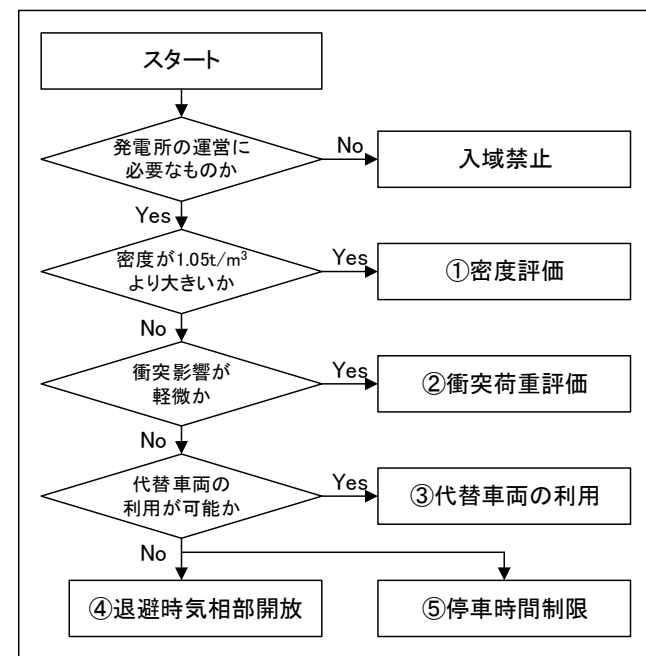 スタート
発電所の運営に
必要なものか
No
入域禁止
Yes
密度が1.05t/m³
より大きいか
Yes
①密度評価
No
衝突影響が
軽微か
Yes
②衝突荷重評価
No
代替車両の
利用が可能か
Yes
③代替車両の利用
No
④退避時気相部開放
⑤停車時間制限